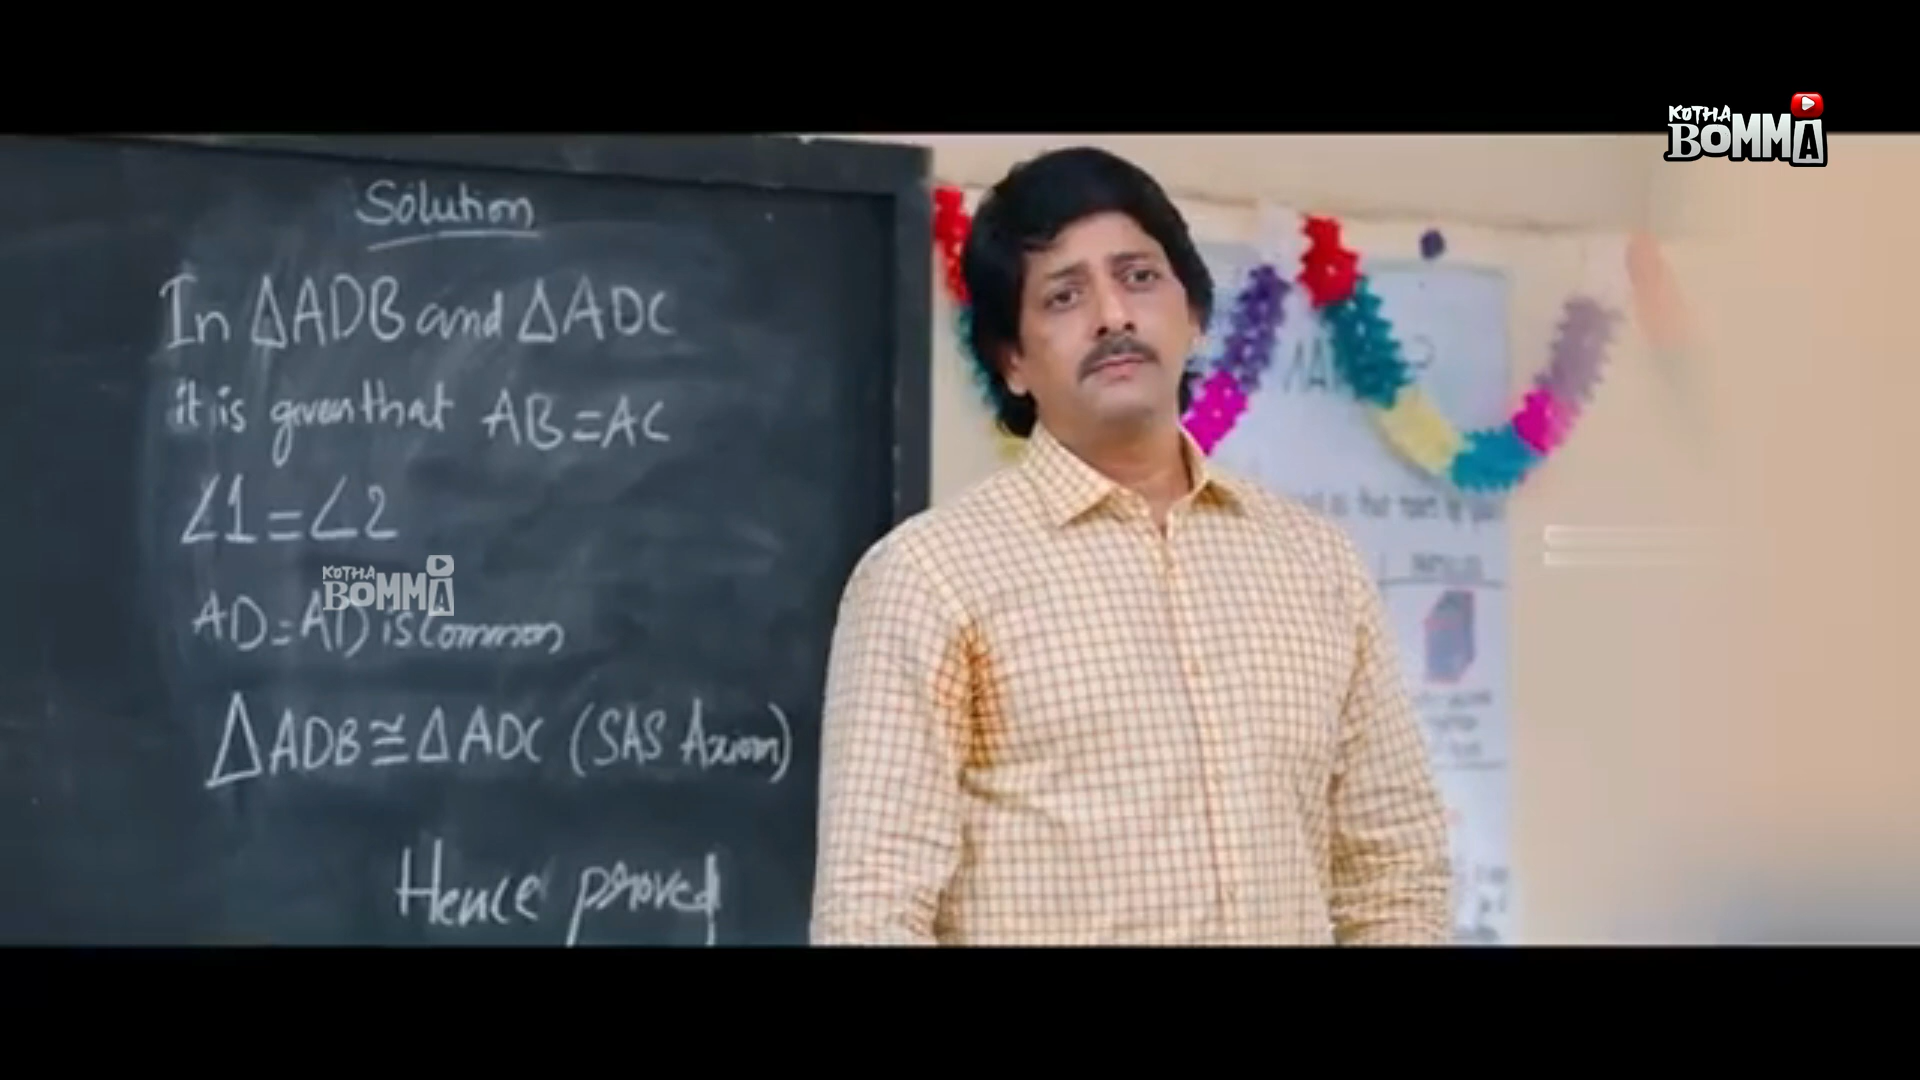 KOTHA
BOMMA
Solution
In ΔADB and ΔADC
it is given that AB=AC
∠1=∠2
KOTHA
BOMMA
AD=AD is Common
ΔADB≅ΔADC (SAS Axiom)
Hence proved